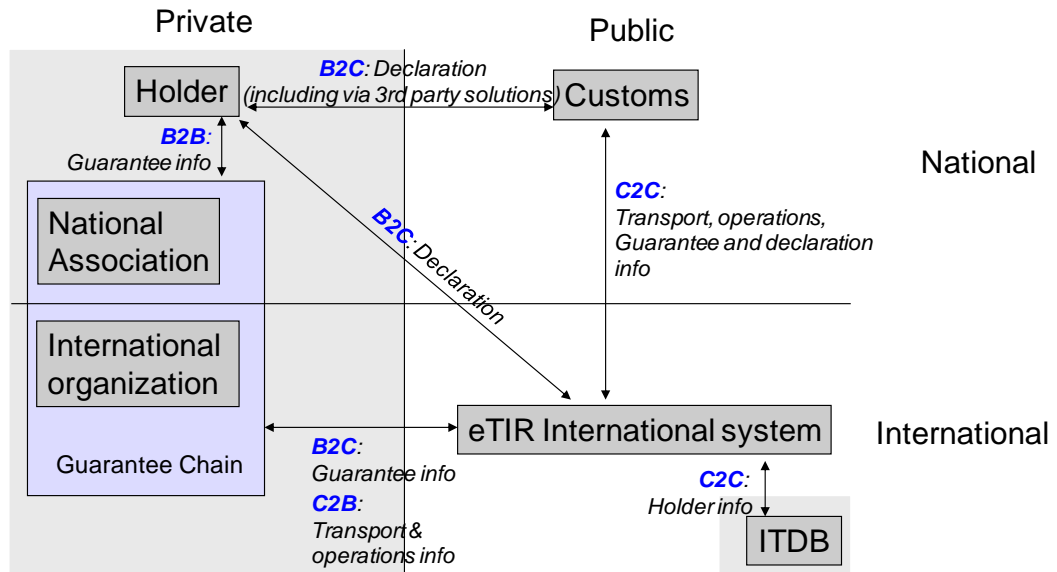 Private
Public
B2C: Declaration
(including via 3rd party solutions)
Holder
Customs
B2B:
Guarantee info
National
C2C:
Transport, operations,
Guarantee and declaration
info
National
Association
B2C: Declaration
International
organization
eTIR International system
International
B2C:
Guarantee info
Guarantee Chain
C2B:
Transport &
operations info
C2C:
Holder info
ITDB